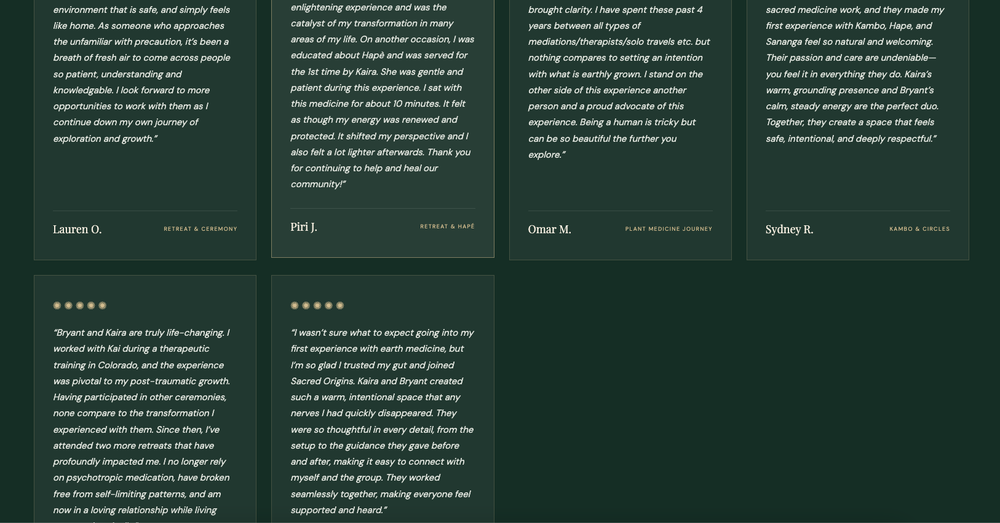 environment that is safe, and simply feels
like home. As someone who approaches
the unfamiliar with precaution, it's been a
breath of fresh air to come across people
so patient, understanding and
knowledgable. I look forward to more
opportunities to work with them as I
continue down my own journey of
exploration and growth.”
Lauren O.
RETREAT & CEREMONY
enlightening experience and was the
catalyst of my transformation in many
areas of my life. On another occasion, I was
educated about Hapè and was served for
the 1st time by Kaira. She was gentle and
patient during this experience. I sat with
this medicine for about 10 minutes. It felt
as though my energy was renewed and
protected. It shifted my perspective and I
also felt a lot lighter afterwards. Thank you
for continuing to help and heal our
community!”
Piri J.
RETREAT & HAPÉ
brought clarity. I have spent these past 4
years between all types of
mediations/therapists/solo travels etc. but
nothing compares to setting an intention
with what is earthly grown. I stand on the
other side of this experience another
person and a proud advocate of this
experience. Being a human is tricky but
can be so beautiful the further you
explore.”
Omar M.
PLANT MEDICINE JOURNEY
sacred medicine work, and they made my
first experience with Kambo, Hape, and
Sananga feel so natural and welcoming.
Their passion and care are undeniable—
you feel it in everything they do. Kaira’s
warm, grounding presence and Bryant’s
calm, steady energy are the perfect duo.
Together, they create a space that feels
safe, intentional, and deeply respectful.”
Sydney R.
KAMBO & CIRCLES
“Bryant and Kaira are truly life-changing. I
worked with Kai during a therapeutic
training in Colorado, and the experience
was pivotal to my post-traumatic growth.
Having participated in other ceremonies,
none compare to the transformation I
experienced with them. Since then, I’ve
attended two more retreats that have
profoundly impacted me. I no longer rely
on psychotropic medication, have broken
free from self-limiting patterns, and am
now in a loving relationship while living
“I wasn’t sure what to expect going into my
first experience with earth medicine, but
I’m so glad I trusted my gut and joined
Sacred Origins. Kaira and Bryant created
such a warm, intentional space that any
nerves I had quickly disappeared. They
were so thoughtful in every detail, from the
setup to the guidance they gave before
and after, making it easy to connect with
myself and the group. They worked
seamlessly together, making everyone feel
supported and heard.”